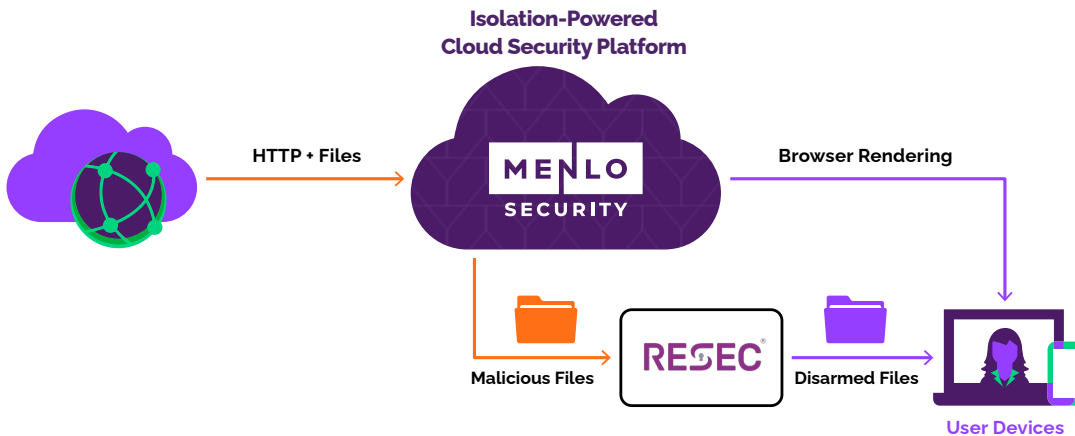 Isolation-Powered
Cloud Security Platform
HTTP + Files
MENLO
SECURITY
Browser Rendering
Malicious Files
RESEC®
Disarmed Files
User Devices